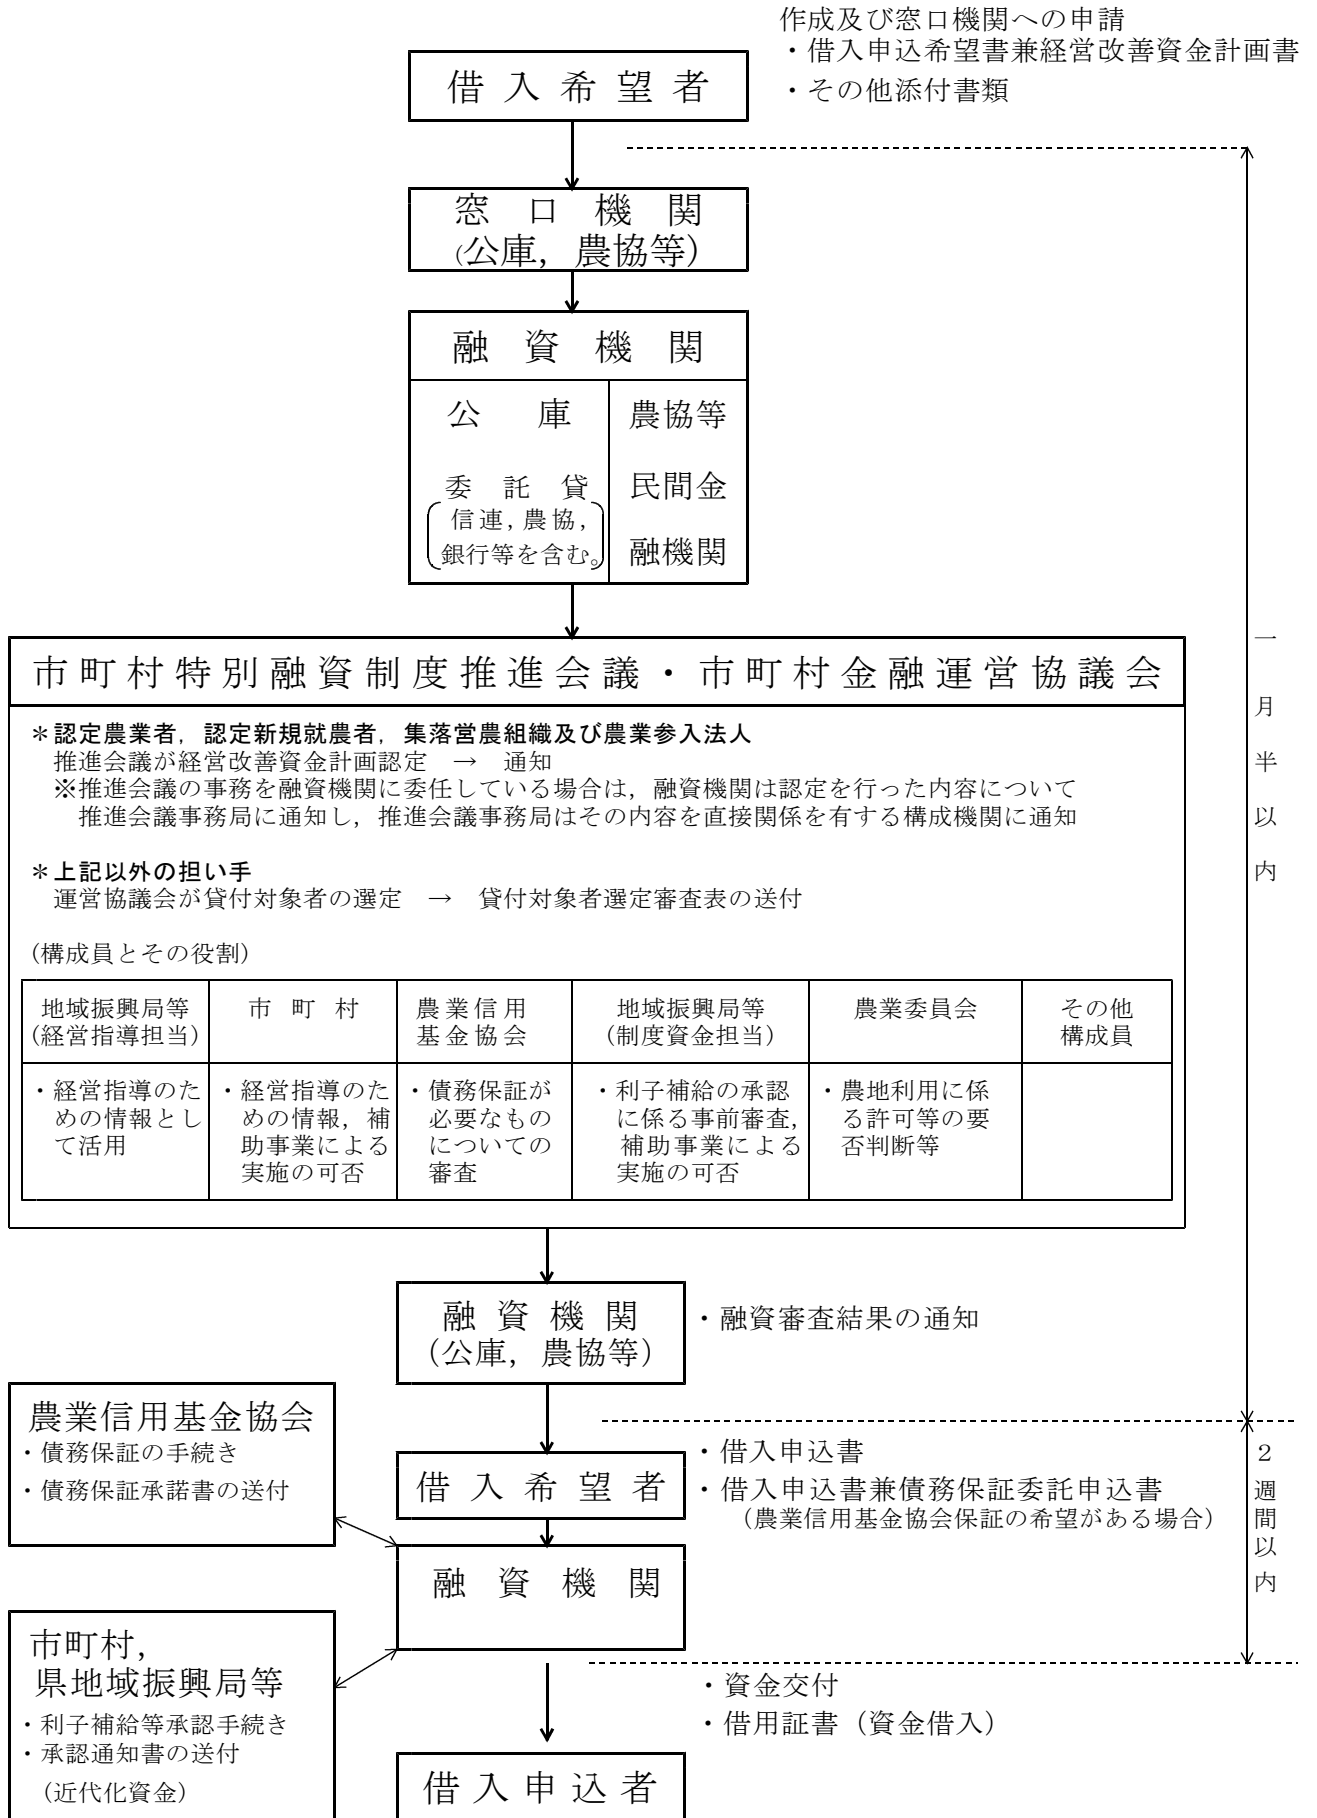 作成及び窓口機関への申請
・借入申込希望書兼経営改善資金計画書
・その他添付書類
借入希望者
窓口機関
(公庫，農協等)
融資機関
公庫
委託貸
信連，農協，
銀行等を含む。
農協等
民間金
融機関
一月半以内
市町村特別融資制度推進会議・市町村金融運営協議会
＊認定農業者，認定新規就農者，集落営農組織及び農業参入法人
推進会議が経営改善資金計画認定　→　通知
※推進会議の事務を融資機関に委任している場合は，融資機関は認定を行った内容について
推進会議事務局に通知し，推進会議事務局はその内容を直接関係を有する構成機関に通知
＊上記以外の担い手
運営協議会が貸付対象者の選定　→　貸付対象者選定審査表の送付
(構成員とその役割)
地域振興局等
(経営指導担当)
市町村
農業信用
基金協会
地域振興局等
(制度資金担当)
農業委員会
その他
構成員
・経営指導のた
めの情報とし
て活用
・経営指導のた
めの情報，補
助事業による
実施の可否
・債務保証が
必要なもの
についての
審査
・利子補給の承認
に係る事前審査，
補助事業による
実施の可否
・農地利用に係
る許可等の要
否判断等
融資機関
(公庫，農協等)
・融資審査結果の通知
農業信用基金協会
・債務保証の手続き
・債務保証承諾書の送付
借入希望者
・借入申込書
・借入申込書兼債務保証委託申込書
(農業信用基金協会保証の希望がある場合)
２週間以内
融資機関
市町村，
県地域振興局等
・利子補給等承認手続き
・承認通知書の送付
(近代化資金)
・資金交付
・借用証書（資金借入）
借入申込者